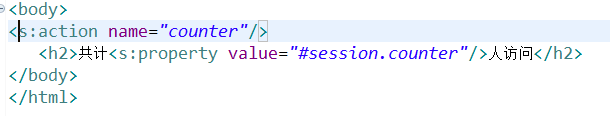 <body>
<s:action name="counter"/>
<h2>共计<s:property value="#session.counter"/>人访问</h2>
</body>
</html>